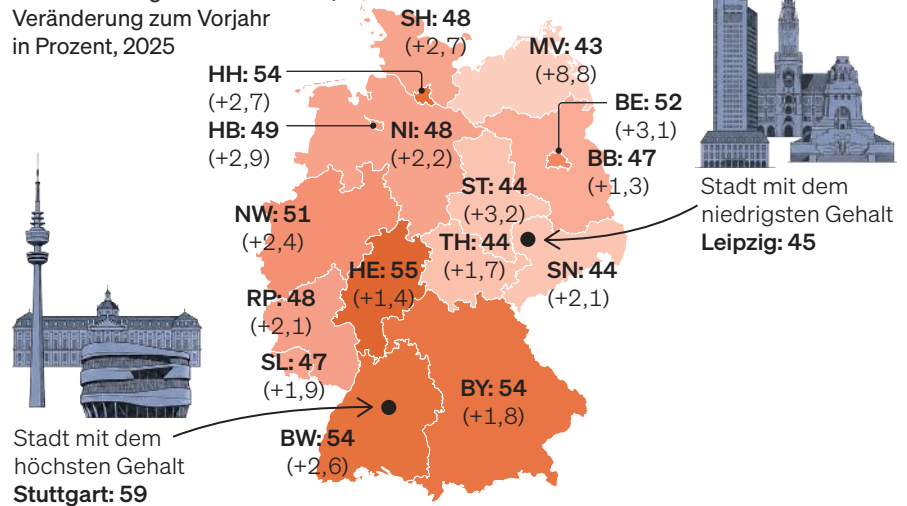 Veränderung zum Vorjahr
in Prozent, 2025
SH: 48
(+2,7)
MV: 43
(+8,8)
HH: 54
(+2,7)
HB: 49
(+2,9)
NI: 48
(+2,2)
BE: 52
(+3,1)
BB: 47
(+1,3)
ST: 44
(+3,2)
Stadt mit dem
niedrigsten Gehalt
Leipzig: 45
NW: 51
(+2,4)
TH: 44
(+1,7)
HE: 55
(+1,4)
SN: 44
(+2,1)
RP: 48
(+2,1)
SL: 47
(+1,9)
BY: 54
(+1,8)
BW: 54
(+2,6)
Stadt mit dem
höchsten Gehalt
Stuttgart: 59